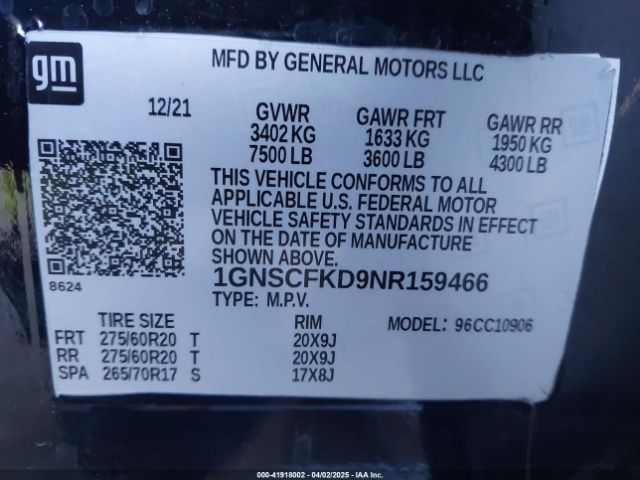 gm
MFD BY GENERAL MOTORS LLC
12/21 GVWR GAWR FRT GAWR RR
3402 KG 1633 KG 1950 KG
7500 LB 3600 LB 4300 LB
THIS VEHICLE CONFORMS TO ALL
APPLICABLE U.S. FEDERAL MOTOR
VEHICLE SAFETY STANDARDS IN EFFECT
ON THE DATE OF MANUFACTURE
SHOWN ABOVE.
8624
1GNSCFKD9NR159466
TYPE: M.P.V.
TIRE SIZE RIM MODEL: 96CC10906
FRT 275/60R20 T 20X9J
RR 275/60R20 T 20X9J
SPA 265/70R17 S 17X8J
000-41918002 - 04/02/2025 - IAAI, Inc.